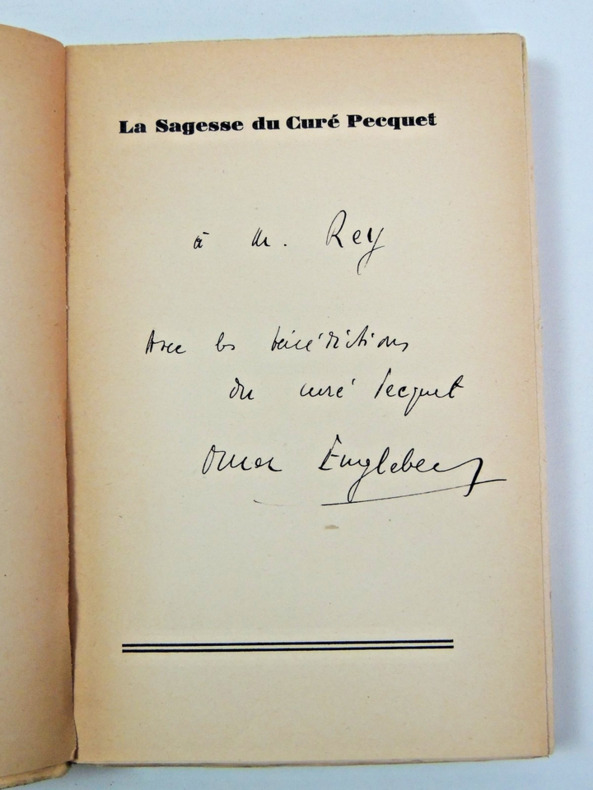 La Sagesse du Curé Pecquet
à M. Rey
Avec les bénédictions
du curé Pecquet
Omer Englebert